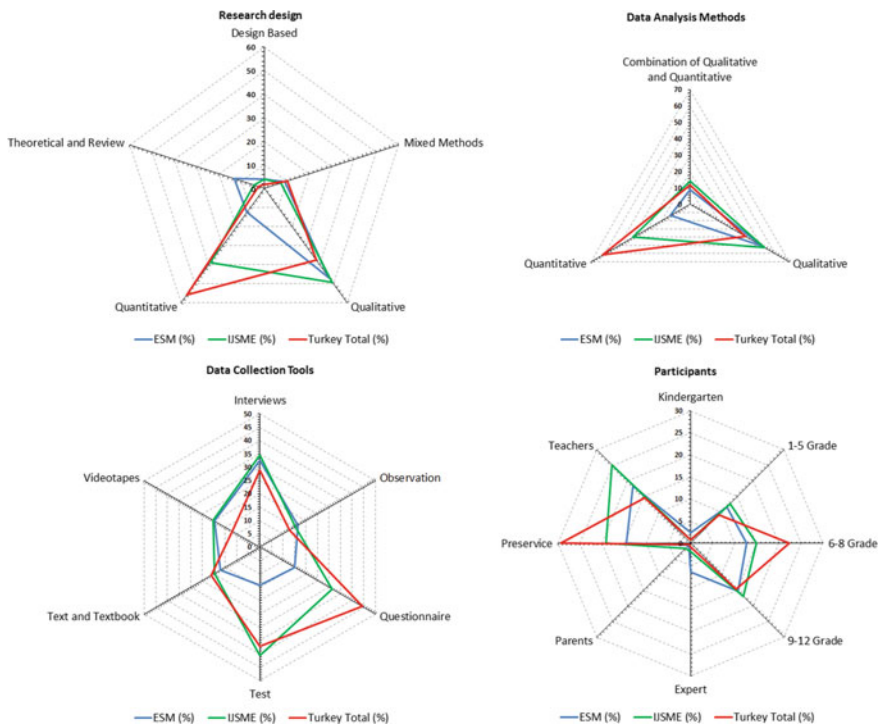 Research design
Design Based
60
50
40
30
20
10
0
Theoretical and Review
Mixed Methods
Quantitative
Qualitative
ESM (%) IJSME (%) Turkey Total (%)
Data Analysis Methods
Combination of Qualitative
and Quantitative
70
60
50
40
30
20
10
0
Quantitative
Qualitative
ESM (%) IJSME (%) Turkey Total (%)
Data Collection Tools
Interviews
50
45
40
35
30
25
20
15
10
5
0
Videotapes
Observation
Text and Textbook
Questionnaire
Test
ESM (%) IJSME (%) Turkey Total (%)
Participants
Kindergarten
30
25
20
15
10
5
Teachers
1-5 Grade
Preservice
6-8 Grade
Parents
9-12 Grade
Expert
ESM (%) IJSME (%) Turkey Total (%)